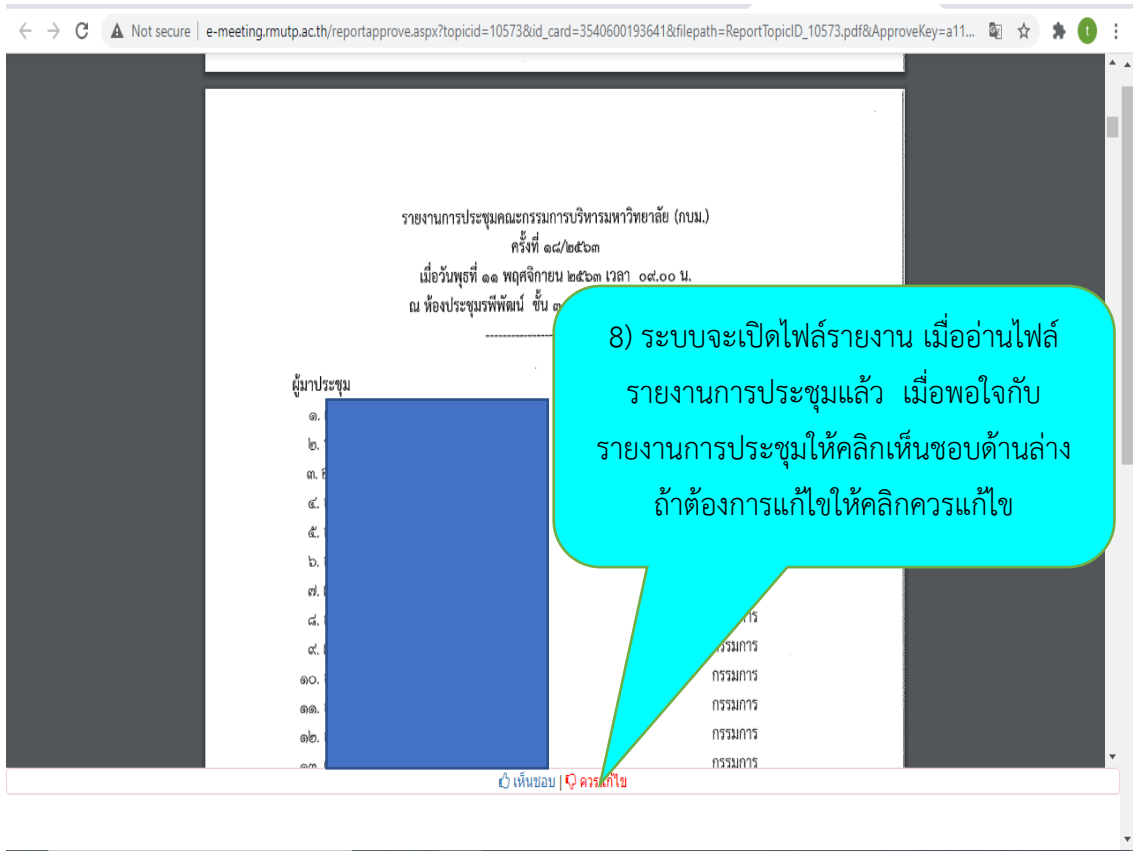 Not secure | e-meeting.rmutp.ac.th/reportapprove.aspx?topicid=10573&id_card=3540600193641&filepath=ReportTopicID_10573.pdf&ApproveKey=a11...
t
รายงานการประชุมคณะกรรมการบริหารมหาวิทยาลัย (กบม.)
ครั้งที่ ๑๘/๒๕๖๓
เมื่อวันพุธที่ ๑๑ พฤศจิกายน ๒๕๖๓ เวลา ๐๙.๐๐ น.
ณ ห้องประชุมรพีพัฒน์ ชั้น ๓
--------------------
8) ระบบจะเปิดไฟล์รายงาน เมื่ออ่านไฟล์
รายงานการประชุมแล้ว เมื่อพอใจกับ
รายงานการประชุมให้คลิกเห็นชอบด้านล่าง
ถ้าต้องการแก้ไขให้คลิกควรแก้ไข
ผู้มาประชุม
๑.
๒.
๓.
๔.
๕.
๖.
๗.
๘.
๙. กรรมการ
๑๐. กรรมการ
๑๑. กรรมการ
๑๒. กรรมการ
๑๓. กรรมการ
เห็นชอบ | ควรแก้ไข